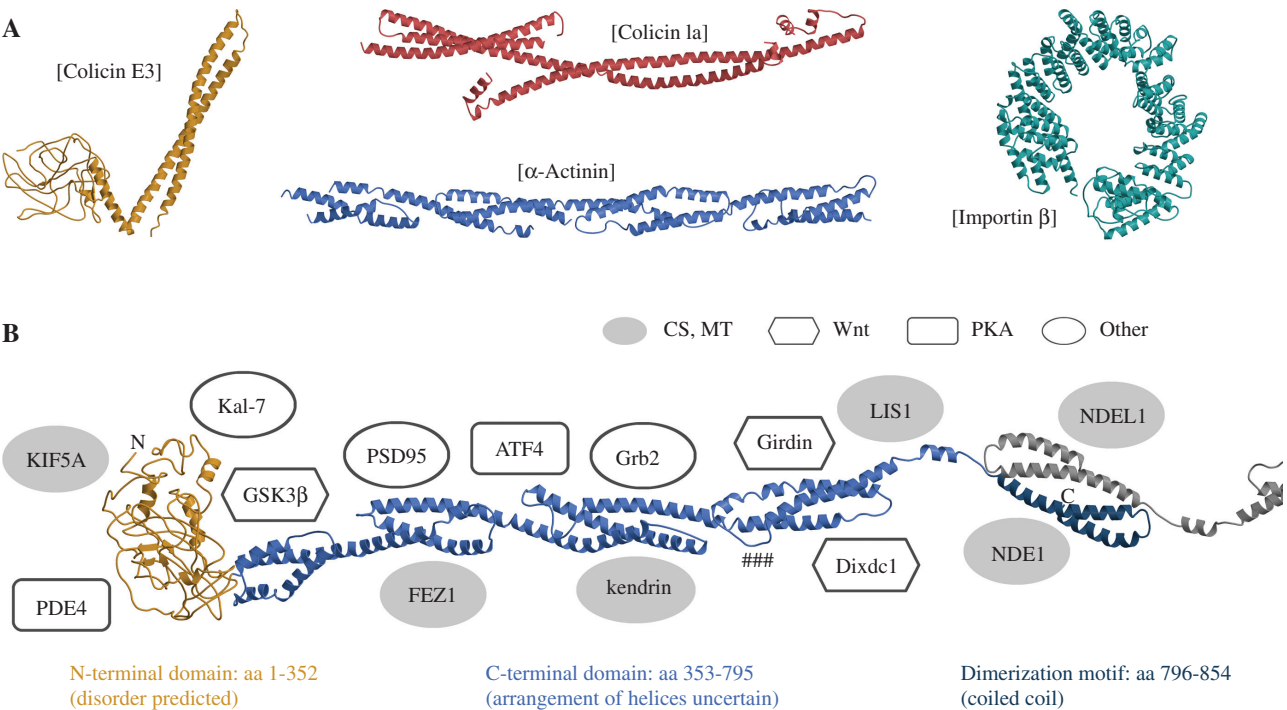 A
[Colicin E3]
[Colicin Ia]
[α-Actinin]
[Importin β]
B
CS, MT
Wnt
PKA
Other
KIF5A
N
Kal-7
GSK3β
PSD95
ATF4
Grb2
Girdin
LIS1
NDEL1
C
PDE4
FEZ1
kendrin
###
Dixdc1
NDE1
N-terminal domain: aa 1-352
(disorder predicted)
C-terminal domain: aa 353-795
(arrangement of helices uncertain)
Dimerization motif: aa 796-854
(coiled coil)